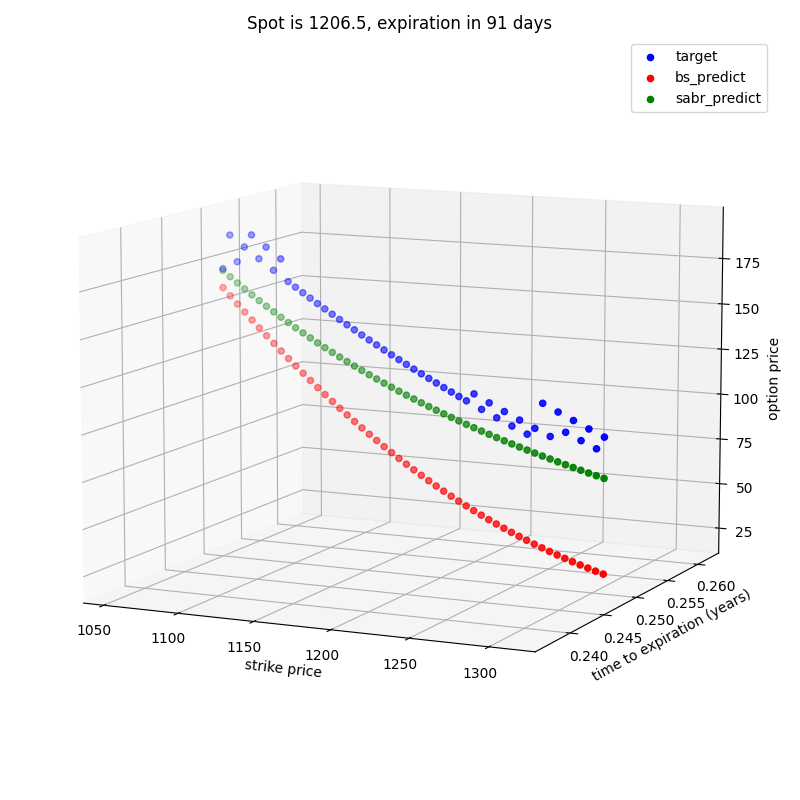 Spot is 1206.5, expiration in 91 days
target
bs_predict
sabr_predict
175
150
125
100
75
50
25
option price
0.260
0.255
0.250
0.245
0.240
time to expiration (years)
1050
1100
1150
1200
1250
1300
strike price